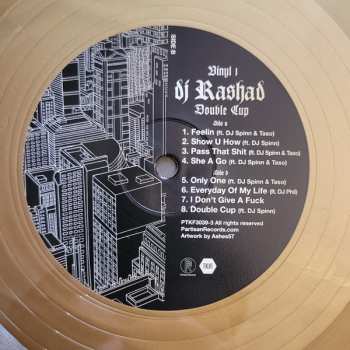 SIDE B
Vinyl 1
dj Rashad
Double Cup
Side a
1. Feelin (ft. DJ Spinn & Taso)
2. Show U How (ft. DJ Spinn)
3. Pass That Shit (ft. DJ Spinn & Taso)
4. She A Go (ft. DJ Spinn & Taso)
Side b
5. Only One (ft. DJ Spinn & Taso)
6. Everyday Of My Life (ft. DJ Phil)
7. I Don't Give A Fuck
8. Double Cup (ft. DJ Spinn)
PTKF3039-3 All rights reserved
PartisanRecords.com
Artwork by Ashes57